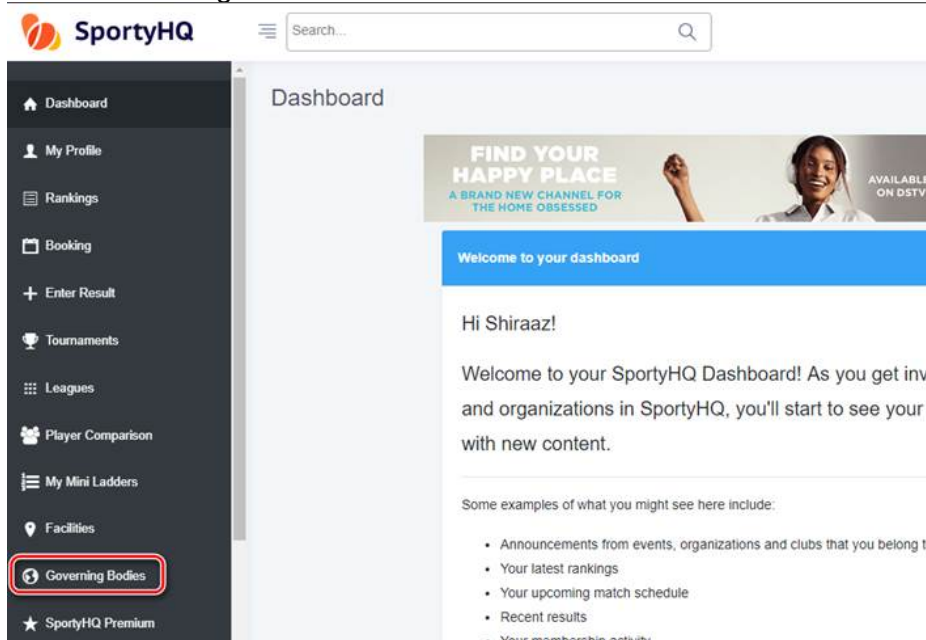 SportyHQ
Search...
Dashboard
My Profile
Rankings
Booking
Enter Result
Tournaments
Leagues
Player Comparison
My Mini Ladders
Facilities
Governing Bodies
SportyHQ Premium
Dashboard
FIND YOUR
HAPPY PLACE
A BRAND NEW CHANNEL FOR
THE HOME OBSESSED
AVAILABLE
ON DSTV
Welcome to your dashboard
Hi Shiraaz!
Welcome to your SportyHQ Dashboard! As you get inv
and organizations in SportyHQ, you'll start to see your
with new content.
Some examples of what you might see here include:
• Announcements from events, organizations and clubs that you belong t
• Your latest rankings
• Your upcoming match schedule
• Recent results
• Your membership activity